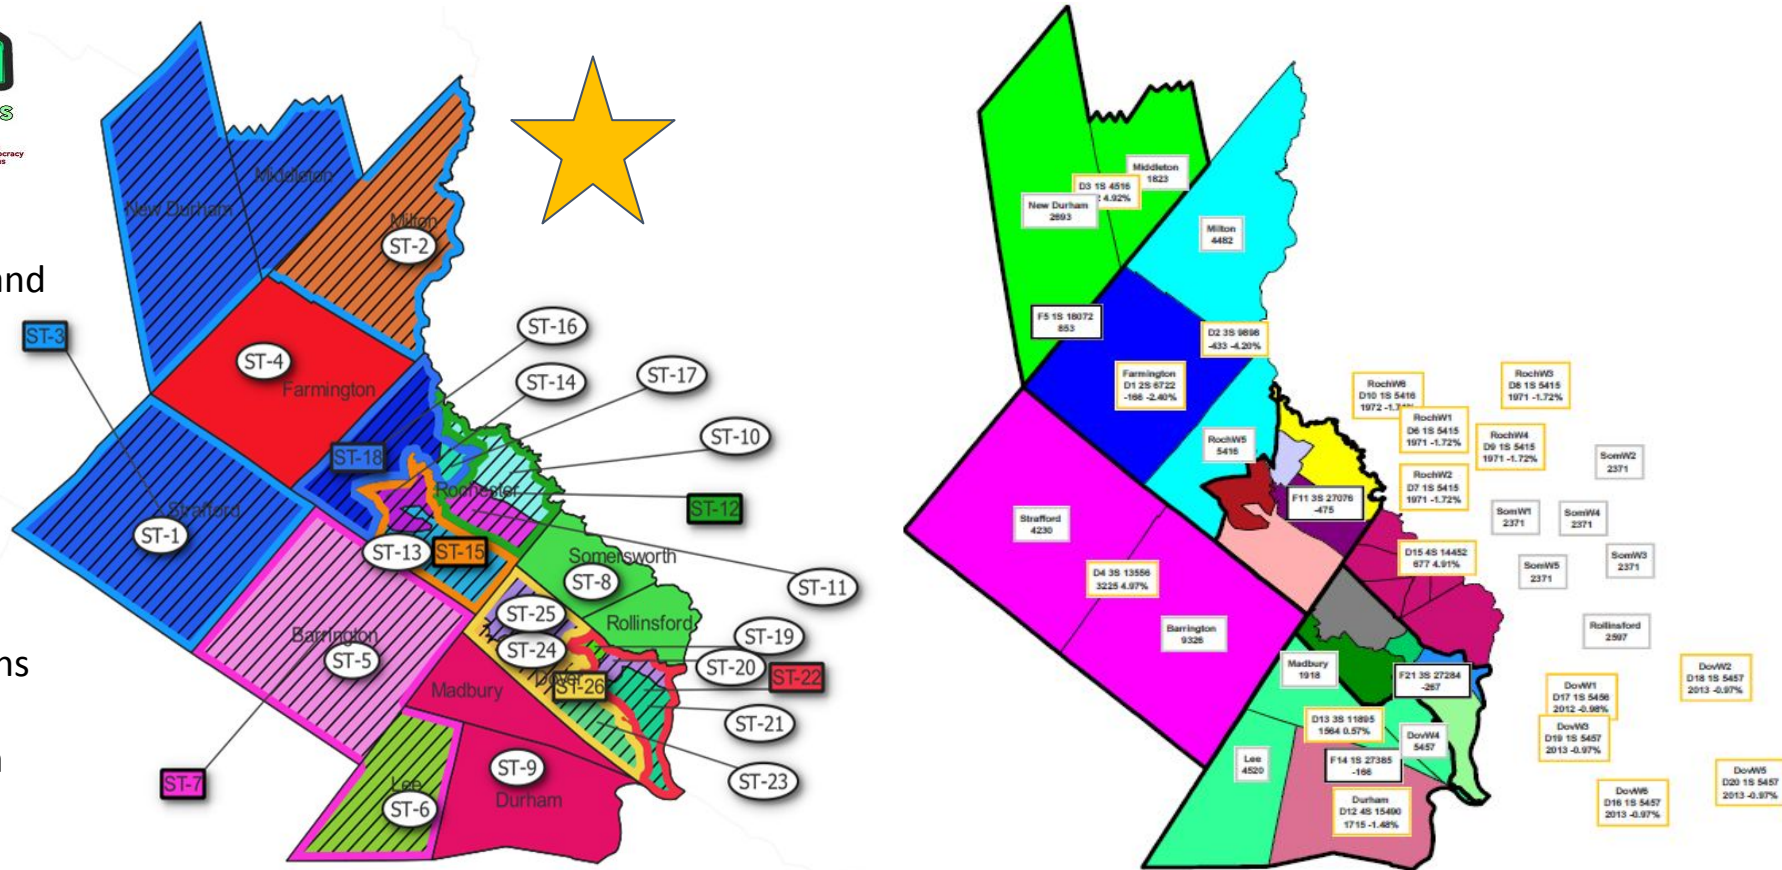 s
ocracy
us
and
ns
n
New Durham
Middleton
Milton
ST-2
ST-3
ST-4
Farmington
ST-16
ST-14
ST-17
ST-10
ST-18
Rochester
ST-12
Strafford
ST-1
ST-13
ST-15
Somersworth
ST-8
ST-11
ST-25
Rollinsford
Barrington
ST-5
ST-24
ST-19
ST-20
ST-22
Dover
ST-26
Madbury
ST-21
ST-7
ST-9
Durham
Lee
ST-6
ST-23
Middleton
1823
D3 1S 4516
4.92%
New Durham
2693
Milton
4482
F5 1S 18072
853
D2 3S 9898
-433 -4.20%
Farmington
D1 2S 6722
-166 -2.40%
RochW6
D10 1S 5416
1972
RochW3
D8 1S 5415
1971 -1.72%
RochW1
D6 1S 5415
1971 -1.72%
RochW5
5416
RochW4
D9 1S 5415
1971 -1.72%
SomW2
2371
RochW2
D7 1S 5415
1971 -1.72%
F11 3S 27076
-475
SomW1
2371
SomW4
2371
Strafford
4230
D15 4S 14452
677 4.91%
SomW3
2371
SomW5
2371
D4 3S 13556
3225 4.97%
Barrington
9326
Rollinsford
2597
Madbury
1918
F21 3S 27284
-267
DovW1
D17 1S 5456
2012 -0.98%
DovW2
D18 1S 5457
2013 -0.97%
D13 3S 11895
1564 0.57%
DovW4
5457
DovW3
D19 1S 5457
2013 -0.97%
Lee
4520
F14 1S 27385
-166
Durham
D12 4S 15490
1715 -1.48%
DovW6
D16 1S 5457
2013 -0.97%
DovW5
D20 1S 5457
2013 -0.97%